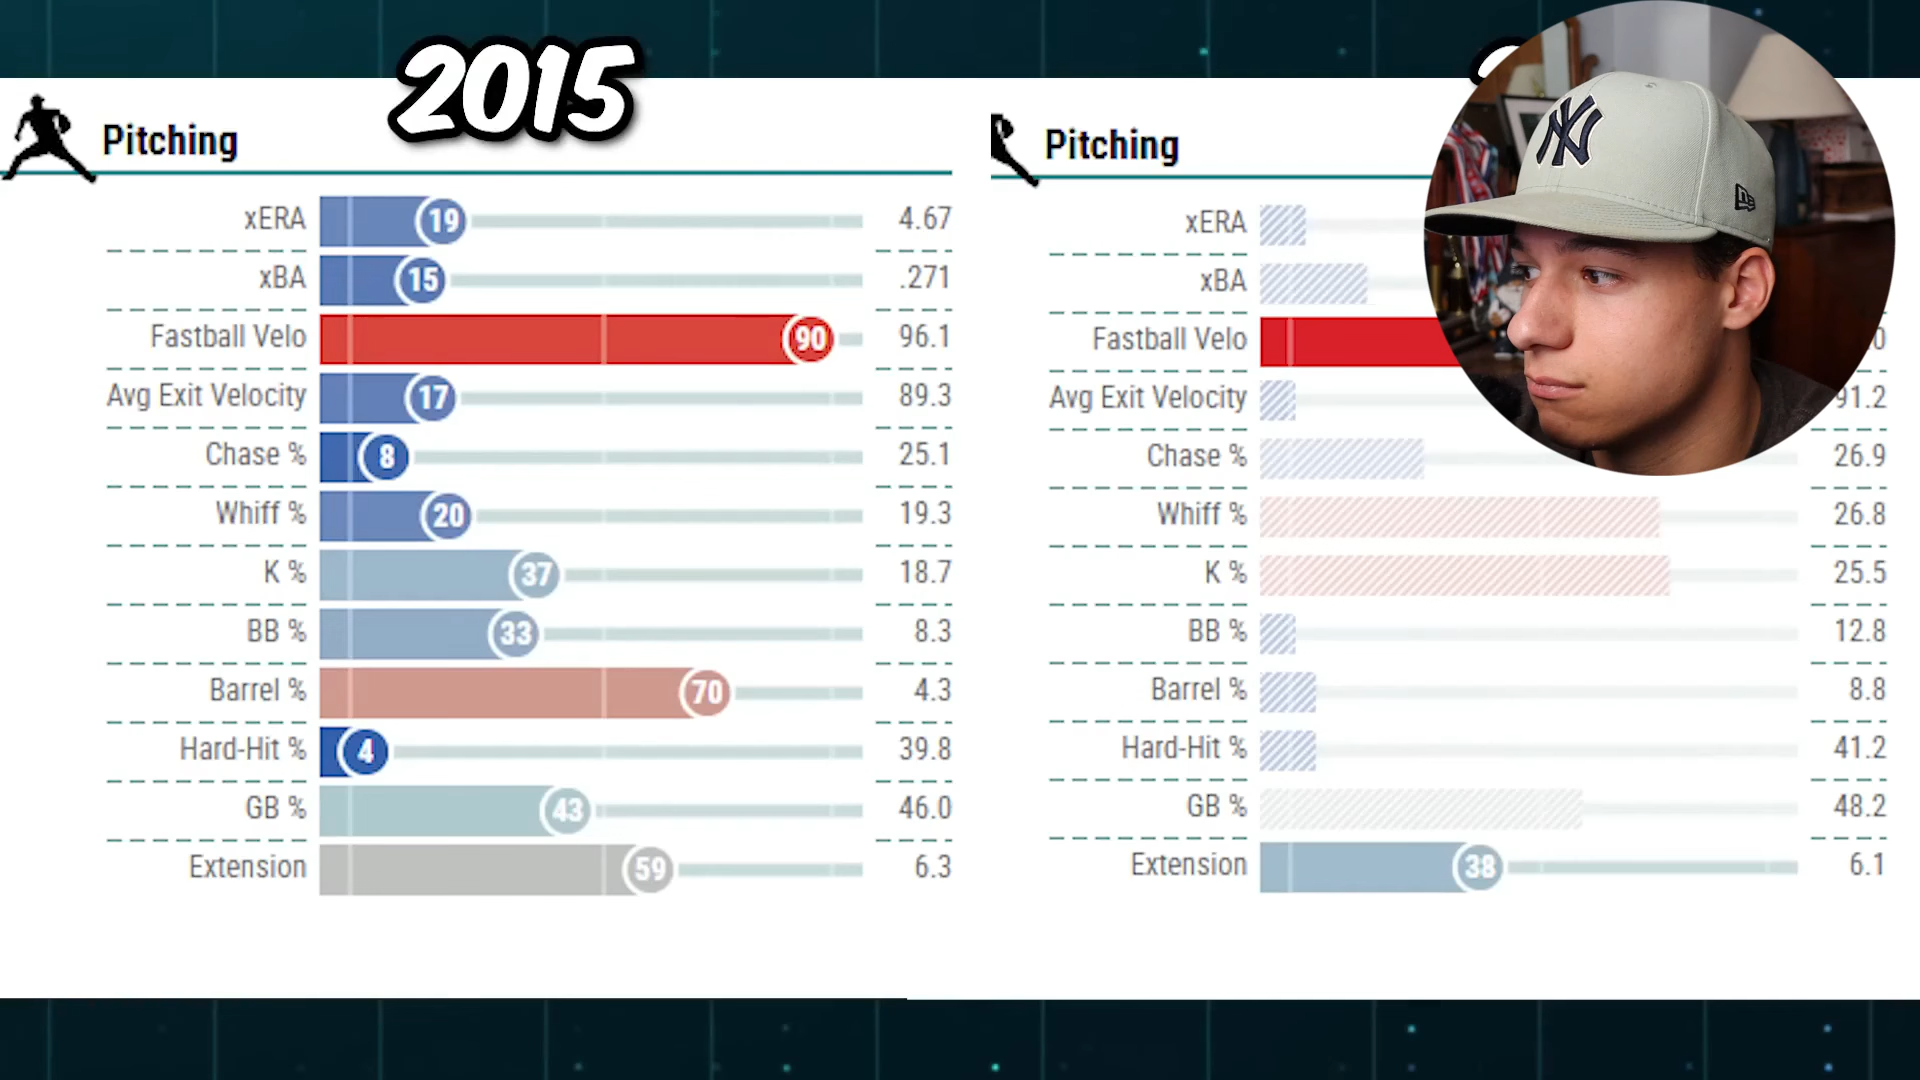 2015
Pitching
xERA 19 4.67
xBA 15 .271
Fastball Velo 90 96.1
Avg Exit Velocity 17 89.3
Chase % 8 25.1
Whiff % 20 19.3
K % 37 18.7
BB % 33 8.3
Barrel % 70 4.3
Hard-Hit % 4 39.8
GB % 43 46.0
Extension 59 6.3
Pitching
xERA
xBA
Fastball Velo
Avg Exit Velocity 91.2
Chase % 26.9
Whiff % 26.8
K % 25.5
BB % 12.8
Barrel % 8.8
Hard-Hit % 41.2
GB % 48.2
Extension 38 6.1
NY